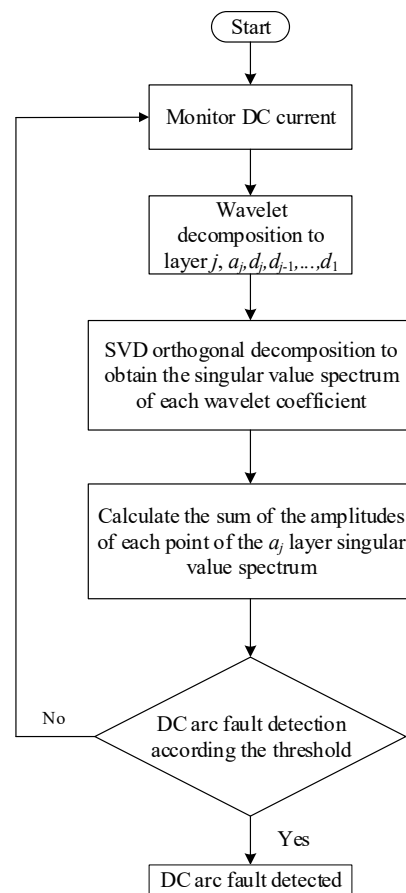 Start
Monitor DC current
Wavelet
decomposition to
layer j, aj,dj,dj-1,...,d1
SVD orthogonal decomposition to
obtain the singular value spectrum
of each wavelet coefficient
Calculate the sum of the amplitudes
of each point of the aj layer singular
value spectrum
No
DC arc fault detection
according the threshold
Yes
DC arc fault detected